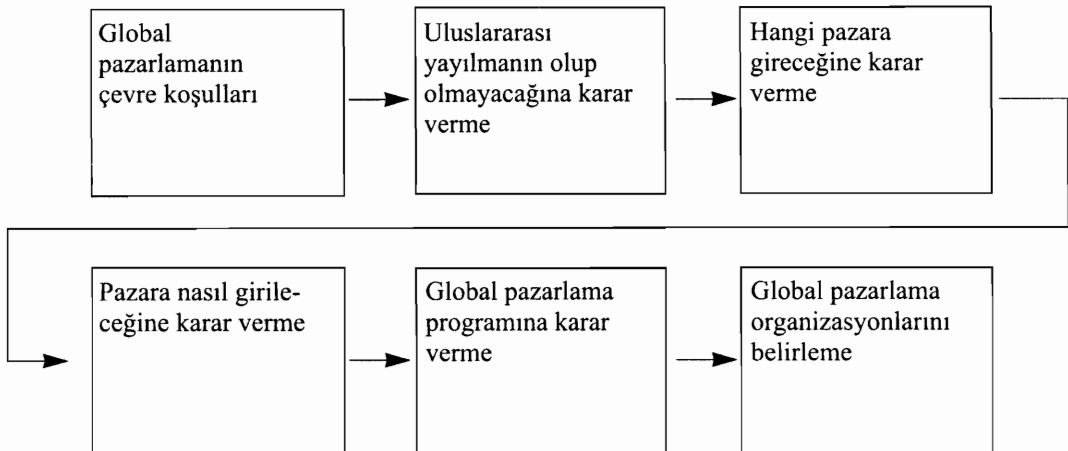 Global
pazarlamanın
çevre koşulları
Uluslararası
yayılmanın olup
olmayacağına karar
verme
Hangi pazara
gireceğine karar
verme
Pazara nasıl girile-
ceğine karar verme
Global pazarlama
programına karar
verme
Global pazarlama
organizasyonlarını
belirleme